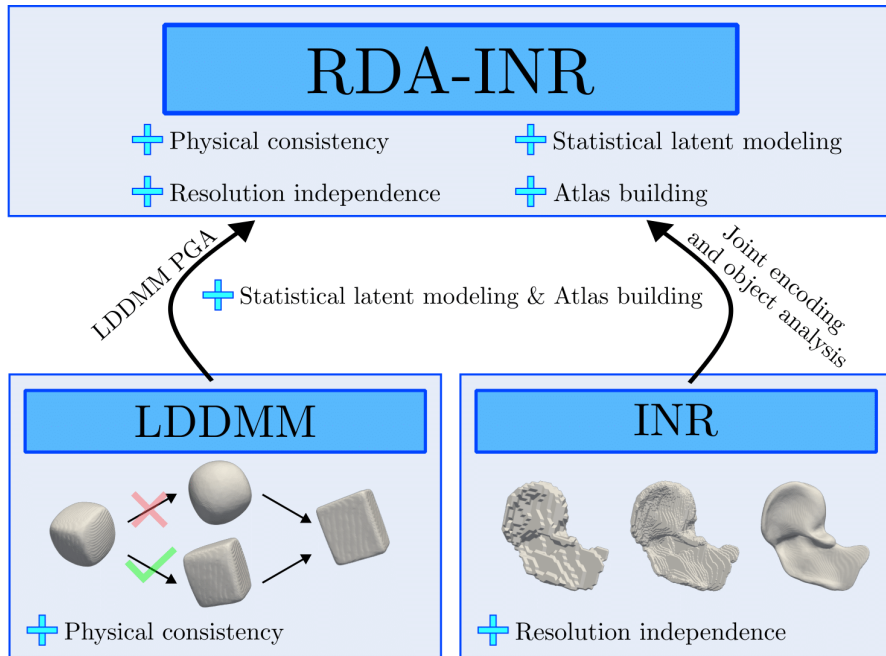 RDA-INR
Physical consistency
Statistical latent modeling
Resolution independence
Atlas building
LDDMM PGA
Statistical latent modeling & Atlas building
Joint encoding
and object analysis
LDDMM
INR
Physical consistency
Resolution independence